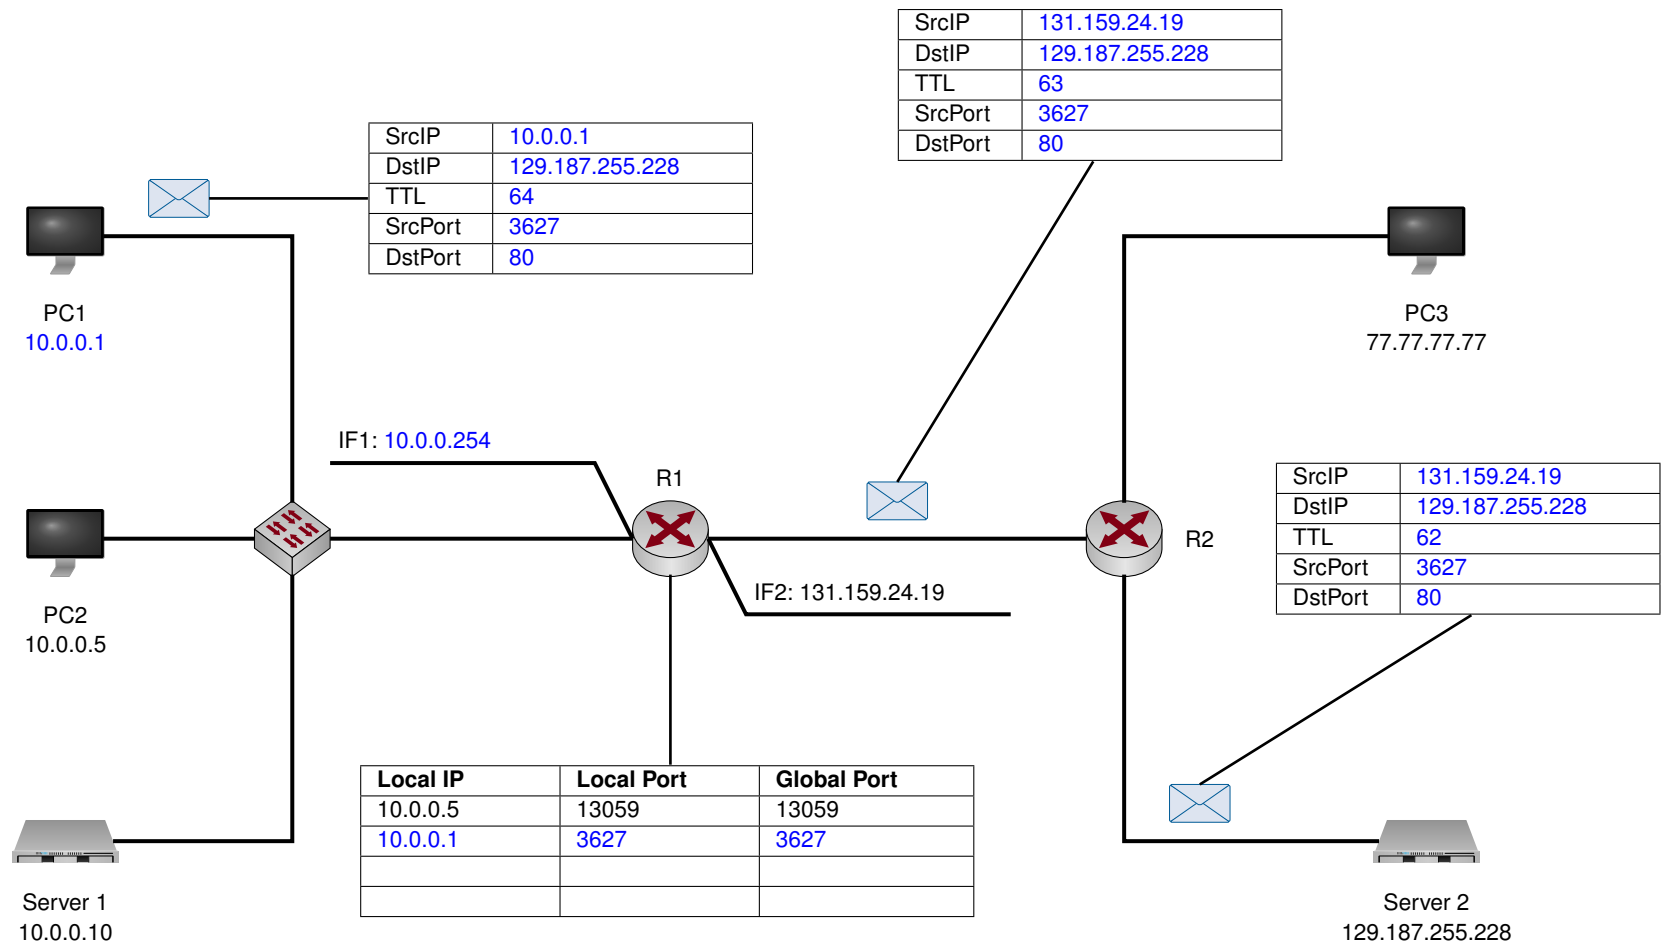 SrcIP 131.159.24.19
DstIP 129.187.255.228
TTL 63
SrcPort 3627
DstPort 80
SrcIP 10.0.0.1
DstIP 129.187.255.228
TTL 64
SrcPort 3627
DstPort 80
PC1
10.0.0.1
PC3
77.77.77.77
IF1: 10.0.0.254
R1
SrcIP 131.159.24.19
DstIP 129.187.255.228
TTL 62
SrcPort 3627
DstPort 80
R2
IF2: 131.159.24.19
PC2
10.0.0.5
Local IP Local Port Global Port
10.0.0.5 13059 13059
10.0.0.1 3627 3627
Server 1
10.0.0.10
Server 2
129.187.255.228